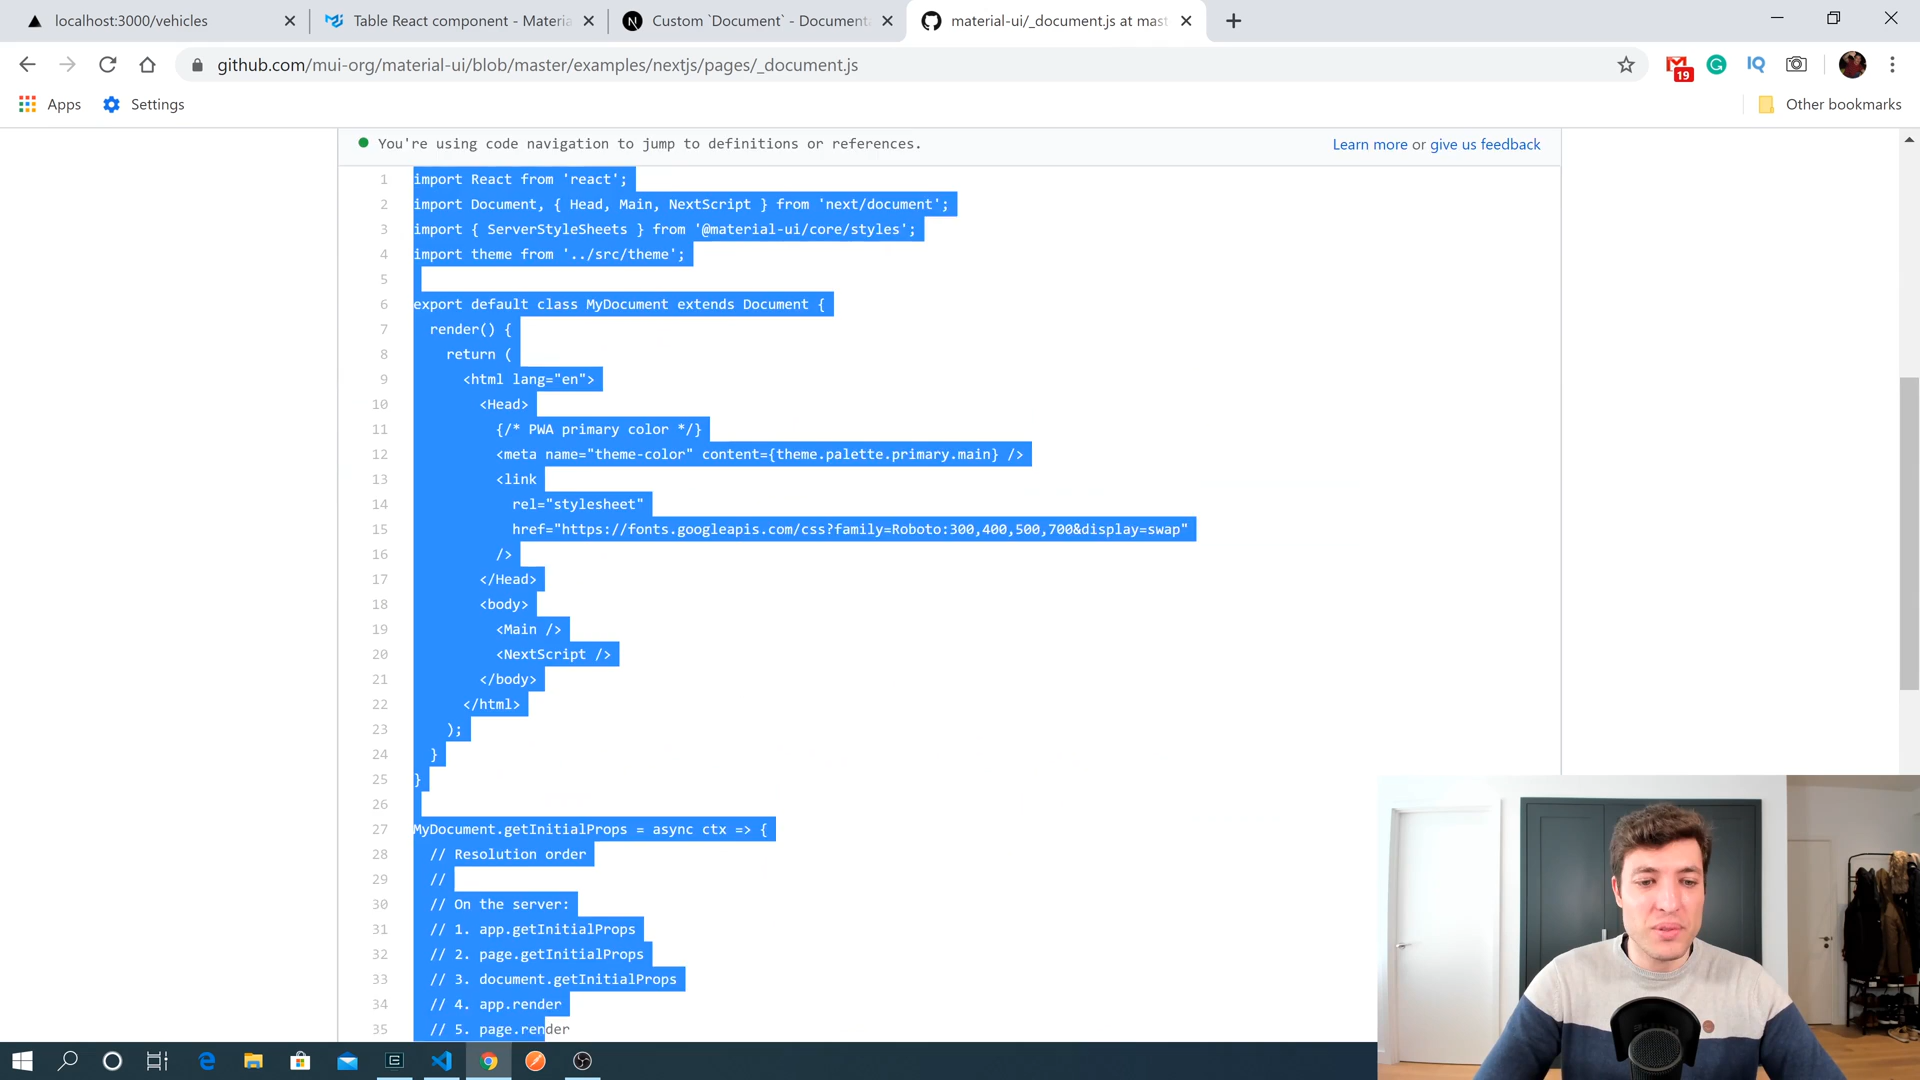 localhost:3000/vehicles
Table React component - Materia
Custom `Document` - Documenta
material-ui/_document.js at mast
github.com/mui-org/material-ui/blob/master/examples/nextjs/pages/_document.js
19
IQ
Apps
Settings
Other bookmarks
You're using code navigation to jump to definitions or references.
Learn more or give us feedback
1 import React from 'react';
2 import Document, { Head, Main, NextScript } from 'next/document';
3 import { ServerStyleSheets } from '@material-ui/core/styles';
4 import theme from '../src/theme';
5
6 export default class MyDocument extends Document {
7 render() {
8 return (
9 <html lang="en">
10 <Head>
11 {/* PWA primary color */}
12 <meta name="theme-color" content={theme.palette.primary.main} />
13 <link
14 rel="stylesheet"
15 href="https://fonts.googleapis.com/css?family=Roboto:300,400,500,700&display=swap"
16 />
17 </Head>
18 <body>
19 <Main />
20 <NextScript />
21 </body>
22 </html>
23 );
24 }
25 }
26
27 MyDocument.getInitialProps = async ctx => {
28 // Resolution order
29 //
30 // On the server:
31 // 1. app.getInitialProps
32 // 2. page.getInitialProps
33 // 3. document.getInitialProps
34 // 4. app.render
35 // 5. page.render